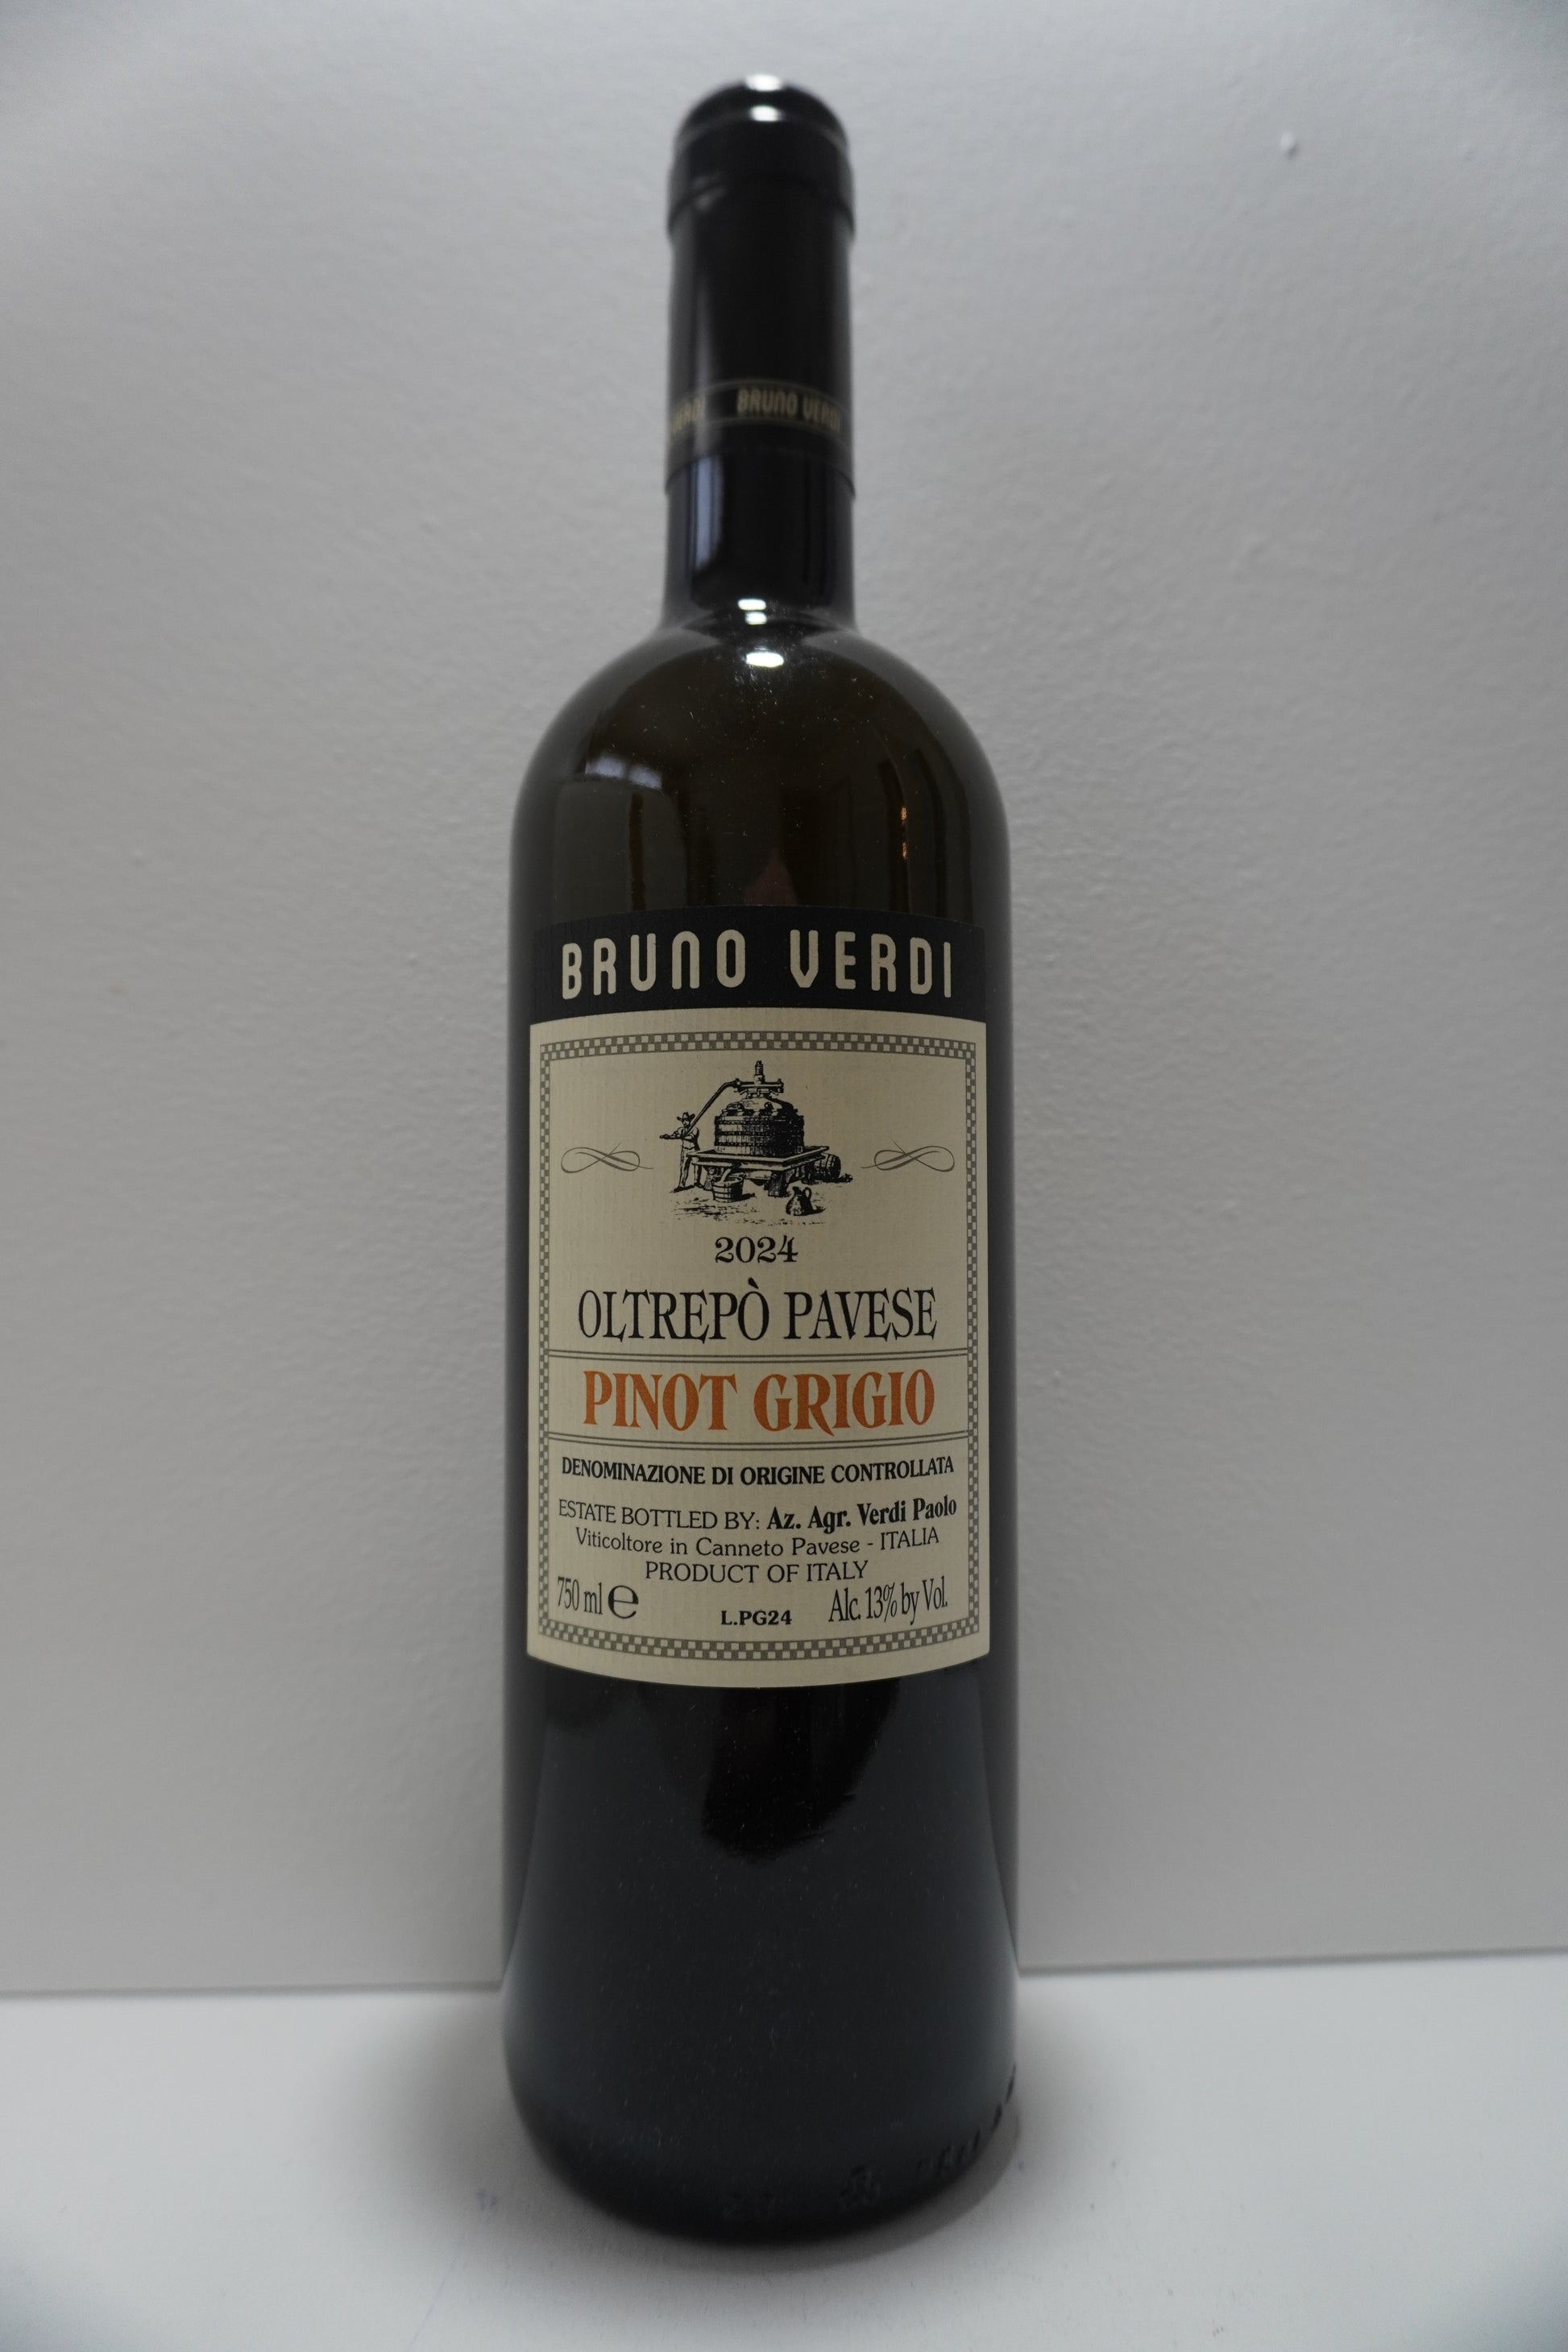 BRUNO VERDI
BRUNO VERDI
2024
OLTREPÒ PAVESE
PINOT GRIGIO
DENOMINAZIONE DI ORIGINE CONTROLLATA
ESTATE BOTTLED BY: Az. Agr. Verdi Paolo
Viticoltore in Canneto Pavese - ITALIA
PRODUCT OF ITALY
750 ml e L.PG24 Alc. 13% by Vol.